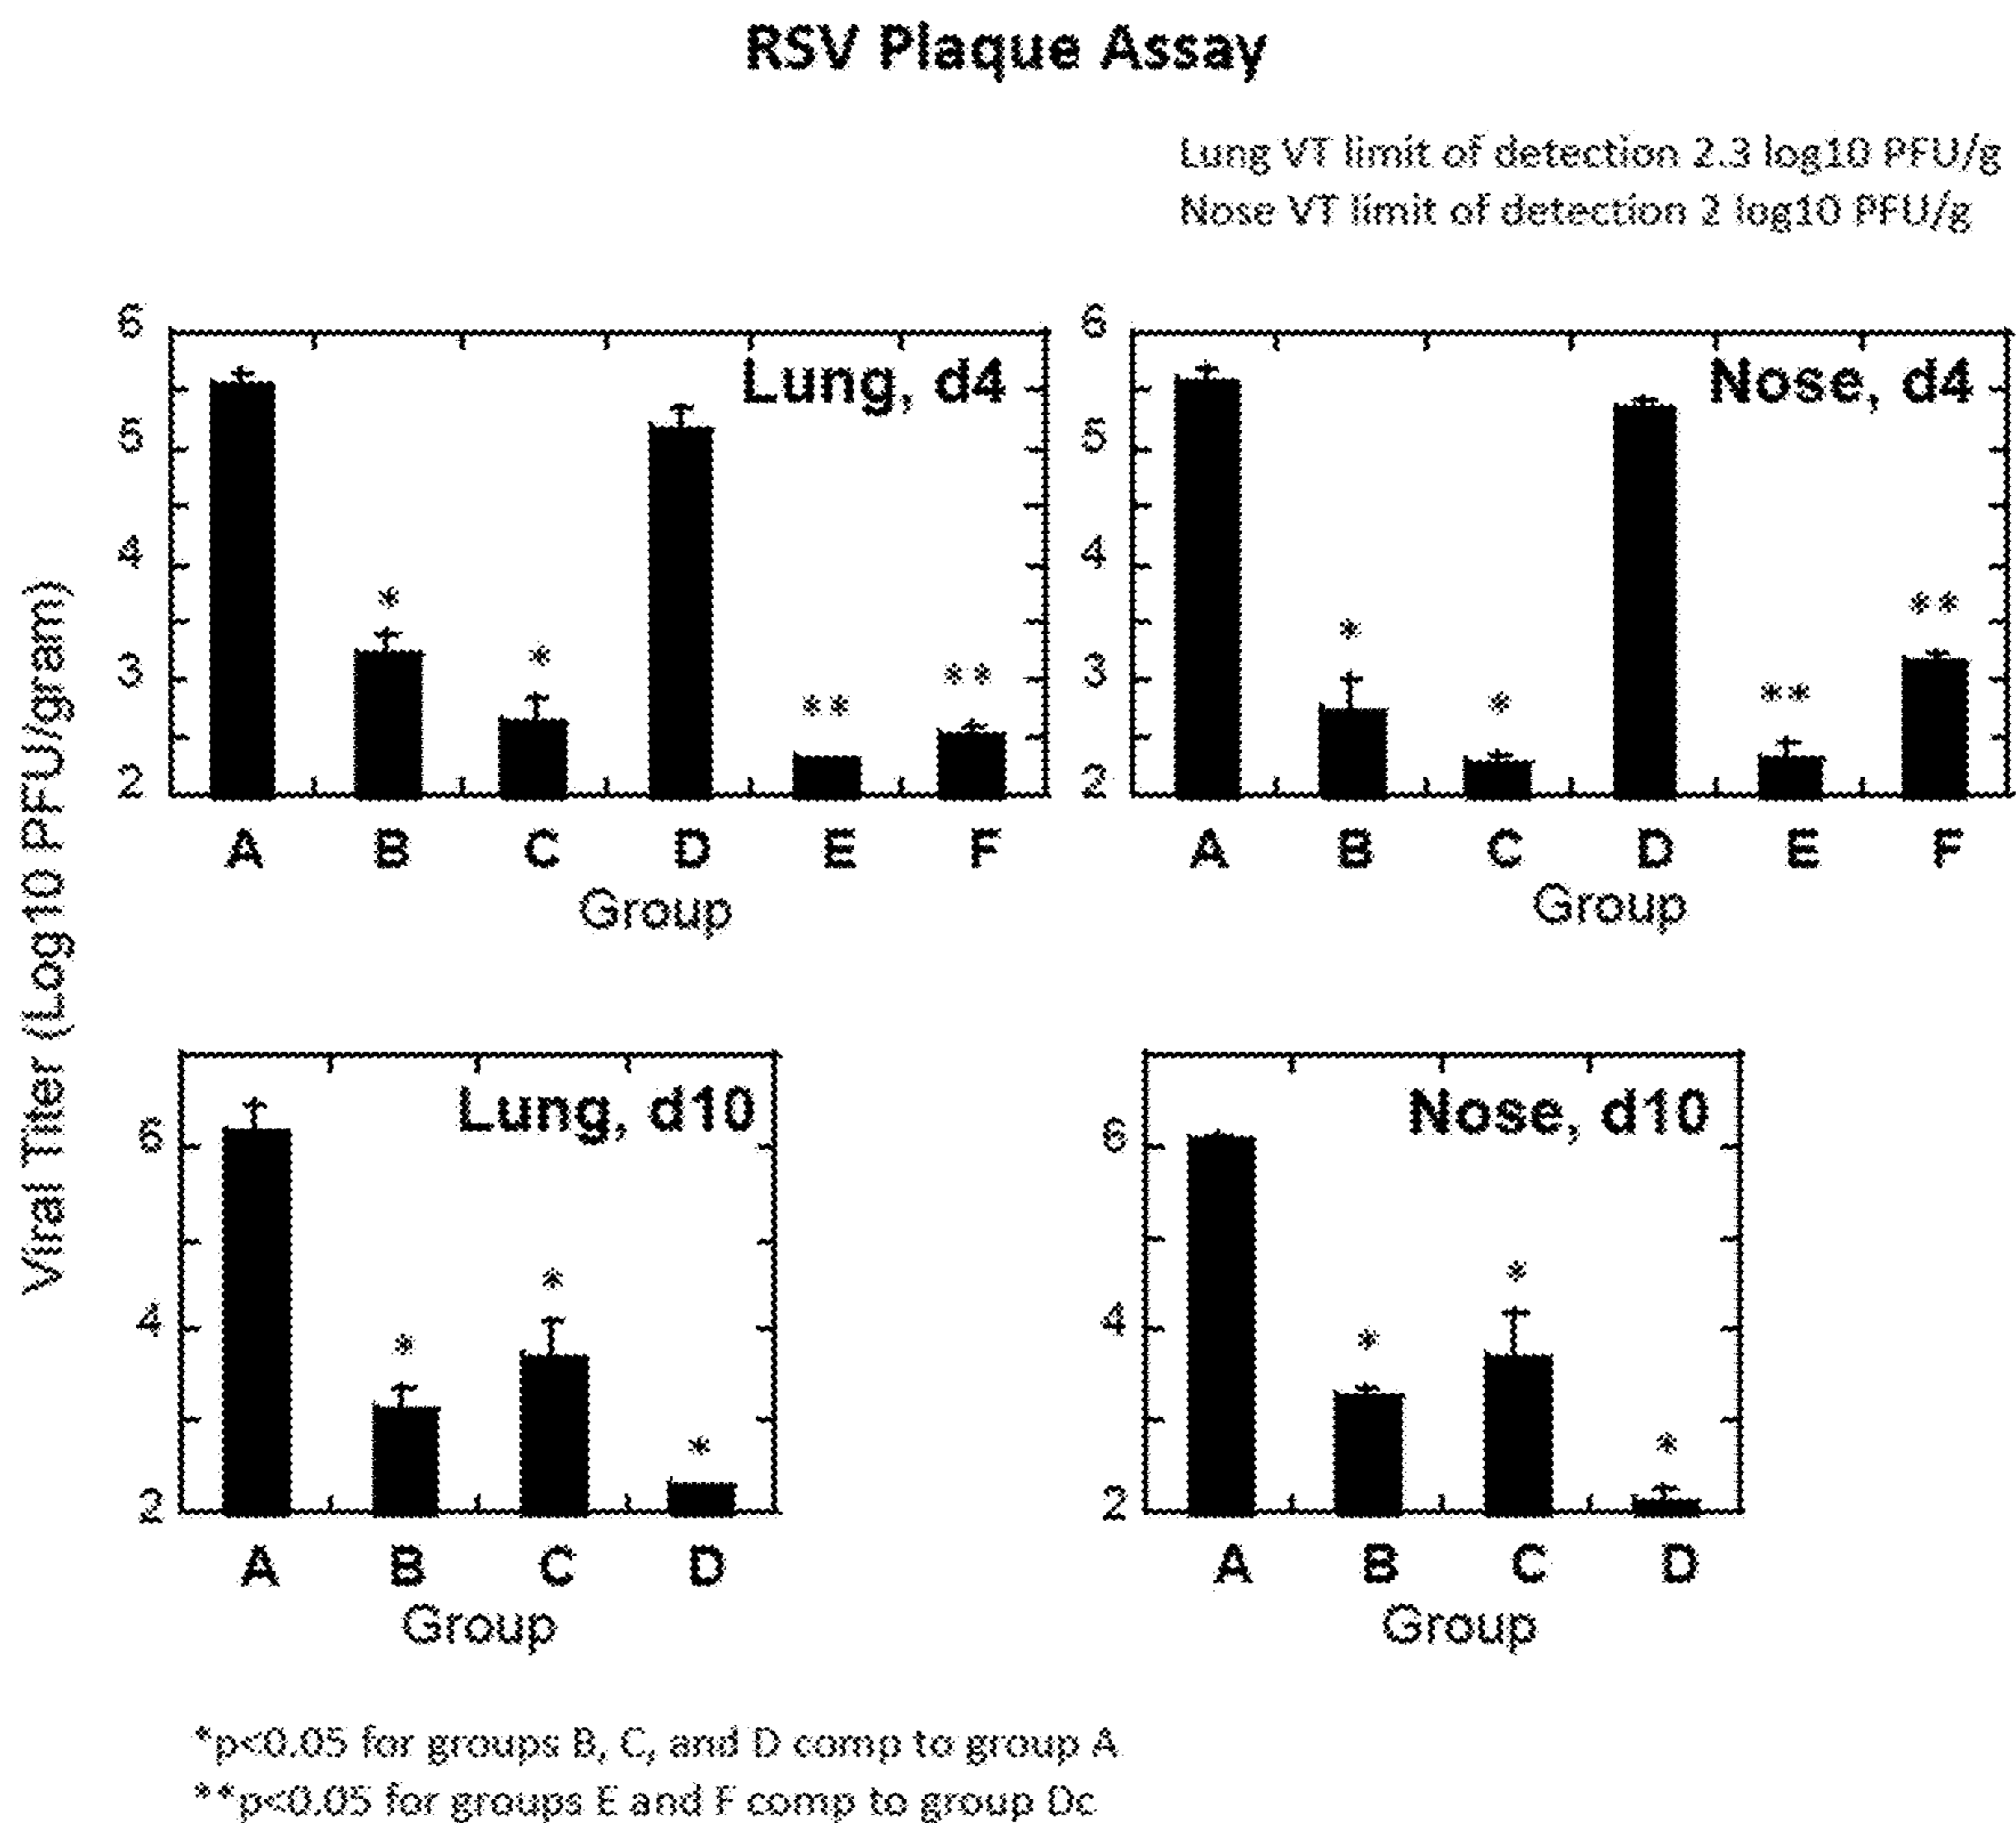 RSV Plaque Assay
Lung VT limit of detection 2.3 log10 PFU/g
Nose VT limit of detection 2 log10 PFU/g
Viral Titer (Log10 PFU/gram)
Lung, d4
6
5
4
3
2
* * ** **
A B C D E F
Group
Nose, d4
6
5
4
3
2
* * ** **
A B C D E F
Group
Lung, d10
6
4
2
* * *
A B C D
Group
Nose, d10
6
4
2
* * *
A B C D
Group
*p<0.05 for groups B, C, and D comp to group A
**p<0.05 for groups E and F comp to group Dc